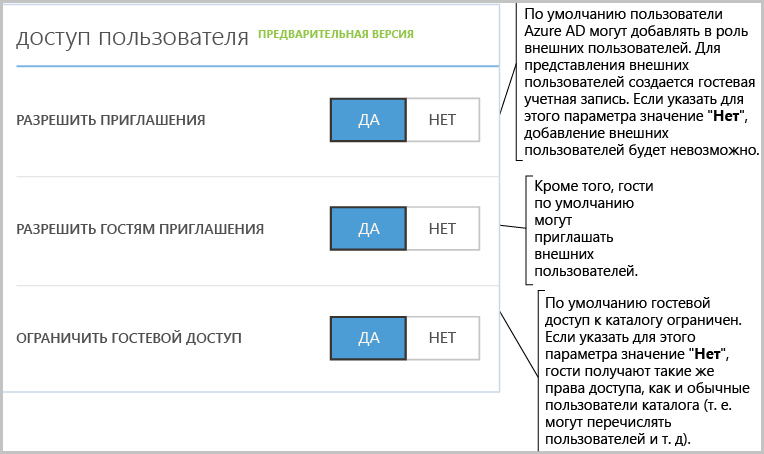 доступ пользователя ПРЕДВАРИТЕЛЬНАЯ ВЕРСИЯ
РАЗРЕШИТЬ ПРИГЛАШЕНИЯ
ДА НЕТ
РАЗРЕШИТЬ ГОСТЯМ ПРИГЛАШЕНИЯ
ДА НЕТ
ОГРАНИЧИТЬ ГОСТЕВОЙ ДОСТУП
ДА НЕТ
По умолчанию пользователи
Azure AD могут добавлять в роль
внешних пользователей. Для
представления внешних
пользователей создается гостевая
учетная запись. Если указать для
этого параметра значение "Нет",
добавление внешних
пользователей будет невозможно.
Кроме того, гости
по умолчанию
могут
приглашать
внешних
пользователей.
По умолчанию гостевой
доступ к каталогу ограничен.
Если указать для этого
параметра значение "Нет",
гости получают такие же
права доступа, как и обычные
пользователи каталога (т. е.
могут перечислять
пользователей и т. д).